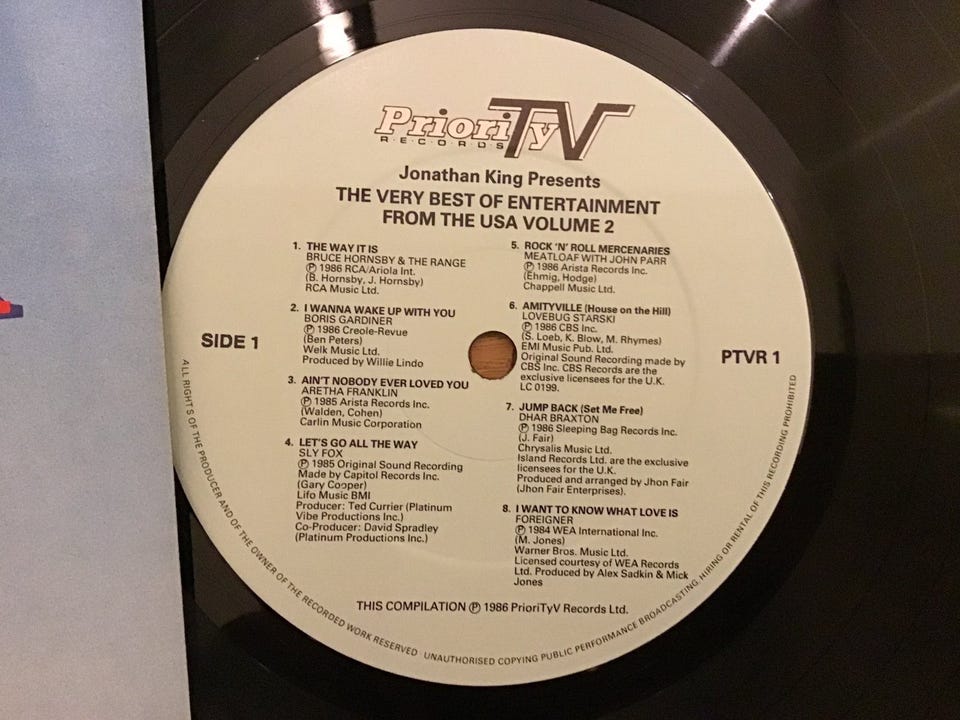 PrioriTyV
RECORDS
Jonathan King Presents
THE VERY BEST OF ENTERTAINMENT
FROM THE USA VOLUME 2
SIDE 1
1. THE WAY IT IS
BRUCE HORNSBY & THE RANGE
Ⓟ 1986 RCA/Ariola Int.
(B. Hornsby, J. Hornsby)
RCA Music Ltd.
2. I WANNA WAKE UP WITH YOU
BORIS GARDINER
Ⓟ 1986 Creole-Revue
(Ben Peters)
Welk Music Ltd.
Produced by Willie Lindo
3. AIN'T NOBODY EVER LOVED YOU
ARETHA FRANKLIN
Ⓟ 1985 Arista Records Inc.
(Walden, Cohen)
Carlin Music Corporation
4. LET'S GO ALL THE WAY
SLY FOX
Ⓟ 1985 Original Sound Recording
Made by Capitol Records Inc.
(Gary Cooper)
Lifo Music BMI
Producer: Ted Currier (Platinum
Vibe Productions Inc.)
Co-Producer: David Spradley
(Platinum Productions Inc.)
5. ROCK 'N' ROLL MERCENARIES
MEATLOAF WITH JOHN PARR
Ⓟ 1986 Arista Records Inc.
(Ehmig, Hodge)
Chappell Music Ltd.
6. AMITYVILLE (House on the Hill)
LOVEBUG STARSKI
Ⓟ 1986 CBS Inc.
(S. Loeb, K. Blow, M. Rhymes)
EMI Music Pub. Ltd.
Original Sound Recording made by
CBS Inc. CBS Records are the
exclusive licensees for the U.K.
LC 0199.
7. JUMP BACK (Set Me Free)
DHAR BRAXTON
Ⓟ 1986 Sleeping Bag Records Inc.
(J. Fair)
Chrysalis Music Ltd.
Island Records Ltd. are the exclusive
licensees for the U.K.
Produced and arranged by Jhon Fair
(Jhon Fair Enterprises).
8. I WANT TO KNOW WHAT LOVE IS
FOREIGNER
Ⓟ 1984 WEA International Inc.
(M. Jones)
Warner Bros. Music Ltd.
Licensed courtesy of WEA Records
Ltd. Produced by Alex Sadkin & Mick
Jones
PTVR 1
THIS COMPILATION Ⓟ 1986 PrioriTyV Records Ltd.
ALL RIGHTS OF THE PRODUCER AND OF THE OWNER OF THE RECORDED WORK RESERVED · UNAUTHORISED COPYING PUBLIC PERFORMANCE BROADCASTING, HIRING OR RENTAL OF THIS RECORDING PROHIBITED